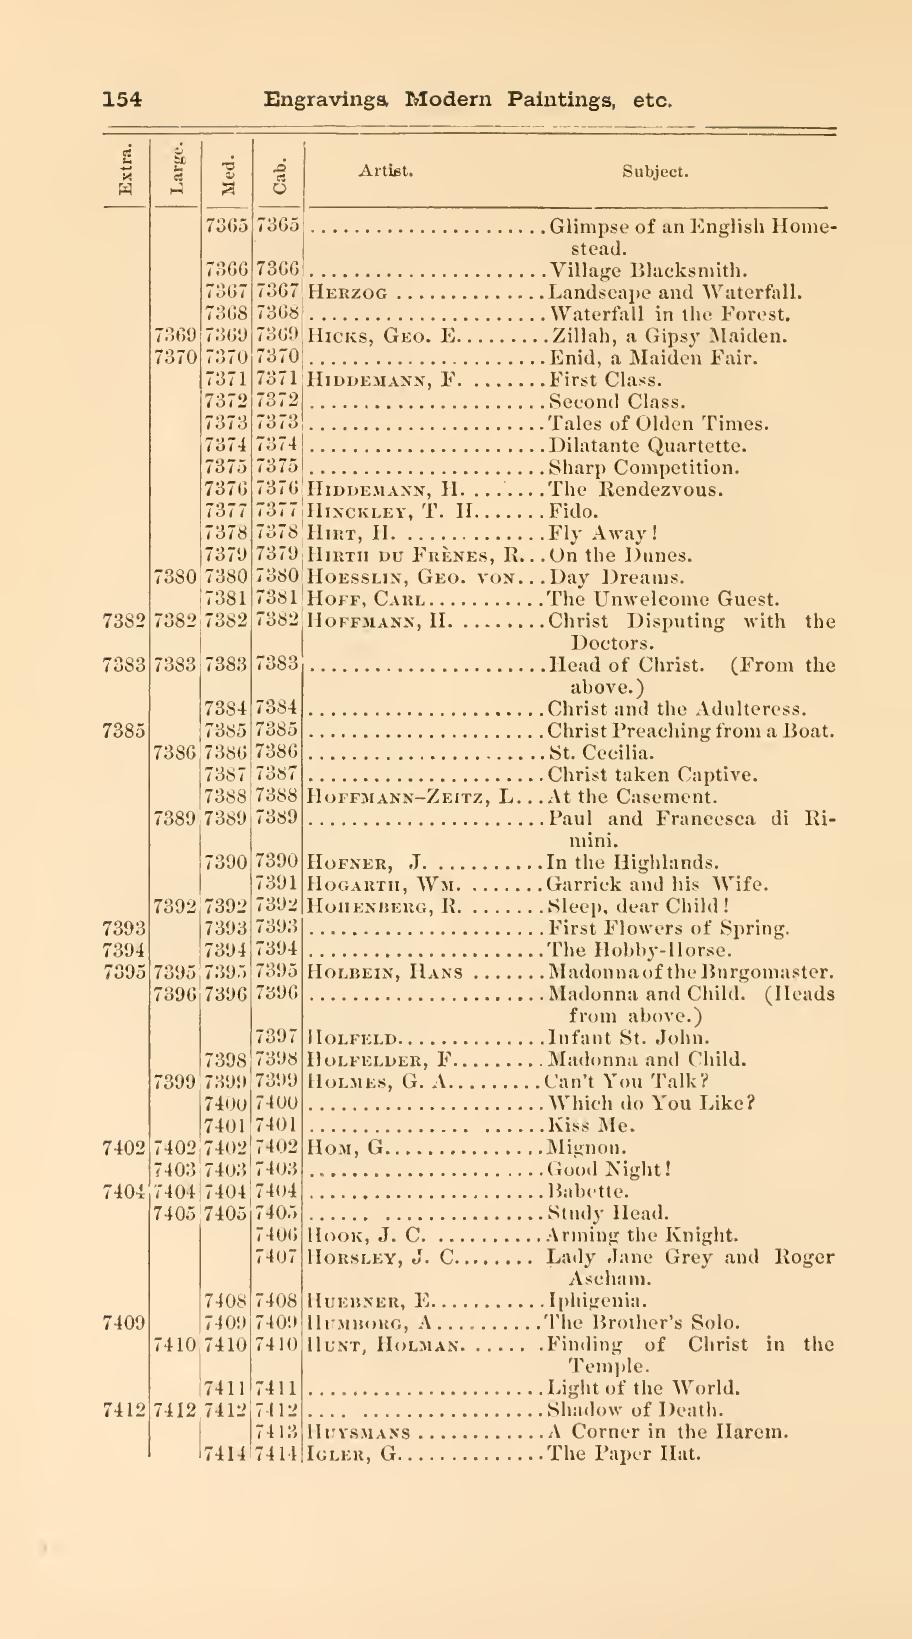 154 Engravings, Modern Paintings, etc.
Extra. Large. Med. Cab. Artist. Subject.
7365 7365 ...................... Glimpse of an English Home-
stead.
7366 7366 ...................... Village Blacksmith.
7367 7367 HERZOG .............. Landscape and Waterfall.
7368 7368 ...................... Waterfall in the Forest.
7369 7369 7369 HICKS, GEO. E......... Zillah, a Gipsy Maiden.
7370 7370 7370 ...................... Enid, a Maiden Fair.
7371 7371 HIDDEMANN, F. ....... First Class.
7372 7372 ...................... Second Class.
7373 7373 ...................... Tales of Olden Times.
7374 7374 ...................... Dilatante Quartette.
7375 7375 ...................... Sharp Competition.
7376 7376 HIDDEMANN, H. ....... The Rendezvous.
7377 7377 HINCKLEY, T. H....... Fido.
7378 7378 HIRT, H. ............. Fly Away!
7379 7379 HIRTH DU FRÈNES, R... On the Dunes.
7380 7380 7380 HOESSLIN, GEO. VON... Day Dreams.
7381 7381 HOFF, CARL........... The Unwelcome Guest.
7382 7382 7382 7382 HOFFMANN, H. ........ Christ Disputing with the
Doctors.
7383 7383 7383 7383 ...................... Head of Christ. (From the
above.)
7384 7384 ...................... Christ and the Adulteress.
7385 7385 7385 ...................... Christ Preaching from a Boat.
7386 7386 7386 ...................... St. Cecilia.
7387 7387 ...................... Christ taken Captive.
7388 7388 HOFFMANN-ZEITZ, L... At the Casement.
7389 7389 7389 ...................... Paul and Francesca di Ri-
mini.
7390 7390 HOFNER, J. .......... In the Highlands.
7391 HOGARTH, WM. ....... Garrick and his Wife.
7392 7392 7392 HOHENBERG, R. ....... Sleep, dear Child!
7393 7393 7393 ...................... First Flowers of Spring.
7394 7394 7394 ...................... The Hobby-Horse.
7395 7395 7395 7395 HOLBEIN, HANS ....... Madonna of the Burgomaster.
7396 7396 7396 ...................... Madonna and Child. (Heads
from above.)
7397 HOLFELD.............. Infant St. John.
7398 7398 HOLFELDER, F......... Madonna and Child.
7399 7399 7399 HOLMES, G. A......... Can't You Talk?
7400 7400 ...................... Which do You Like?
7401 7401 ............... ...... Kiss Me.
7402 7402 7402 7402 HOM, G............... Mignon.
7403 7403 7403 ...................... Good Night!
7404 7404 7404 7404 ...................... Babette.
7405 7405 7405 ...... ............... Study Head.
7406 HOOK, J. C. .......... Arming the Knight.
7407 HORSLEY, J. C........ Lady Jane Grey and Roger
Ascham.
7408 7408 HUEBNER, E........... Iphigenia.
7409 7409 7409 HUMBORG, A.......... The Brother's Solo.
7410 7410 7410 HUNT, HOLMAN. ...... . Finding of Christ in the
Temple.
7411 7411 ...................... Light of the World.
7412 7412 7412 7412 .... ................. Shadow of Death.
7413 HUYSMANS ............ A Corner in the Harem.
7414 7414 IGLER, G.............. The Paper Hat.